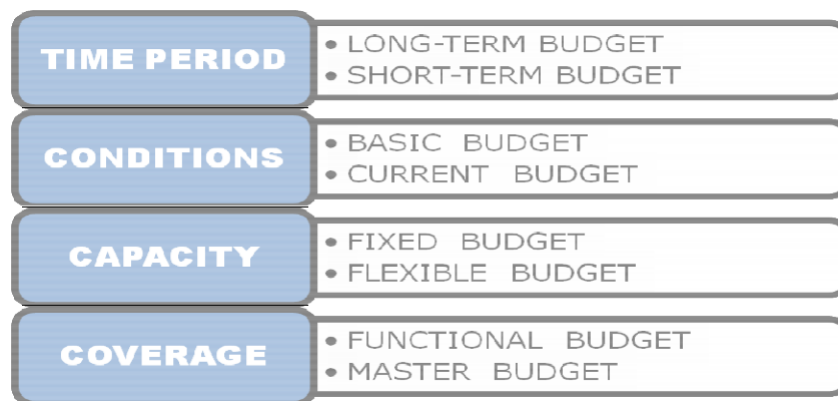 TIME PERIOD
• LONG-TERM BUDGET
• SHORT-TERM BUDGET
CONDITIONS
• BASIC BUDGET
• CURRENT BUDGET
CAPACITY
• FIXED BUDGET
• FLEXIBLE BUDGET
COVERAGE
• FUNCTIONAL BUDGET
• MASTER BUDGET